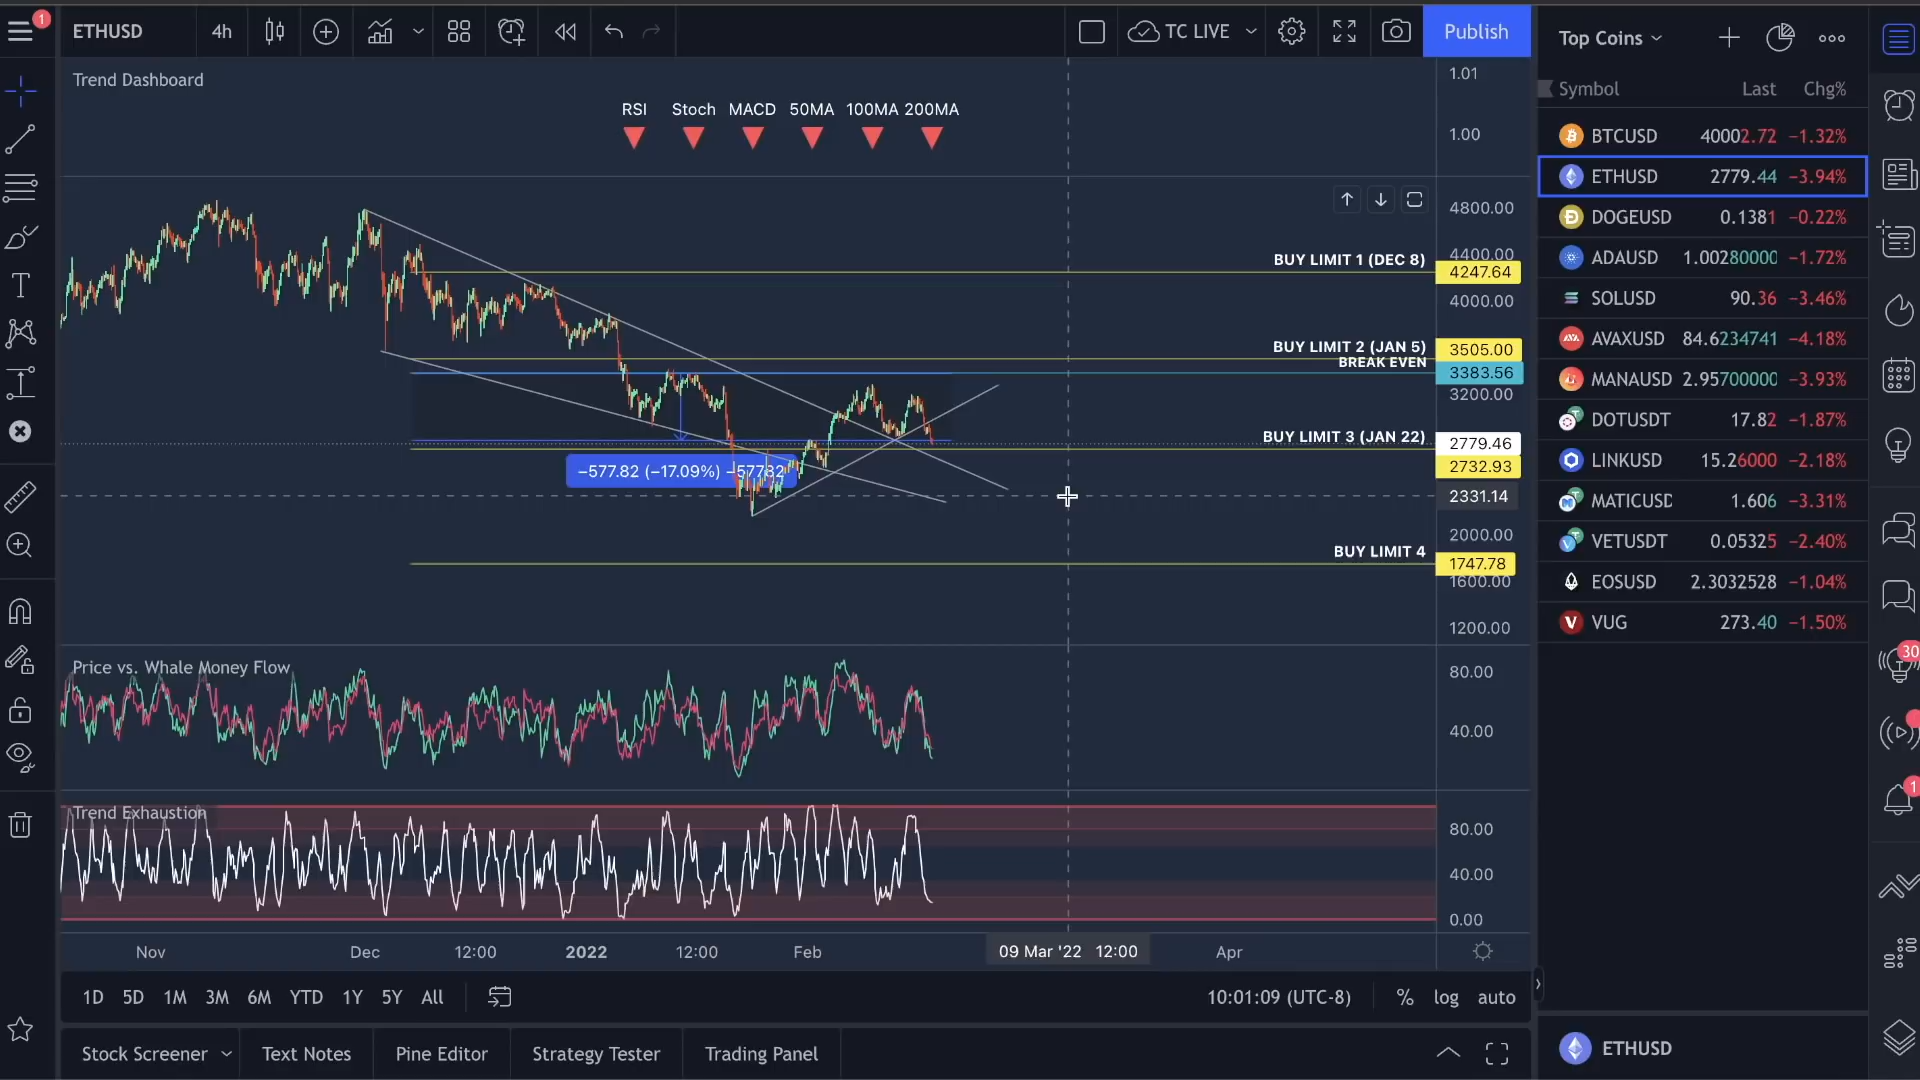 1
ETHUSD
4h
TC LIVE
Publish
Top Coins
Trend Dashboard
RSI Stoch MACD 50MA 100MA 200MA
1.01
1.00
4800.00
BUY LIMIT 1 (DEC 8)
4400.00
4247.64
4000.00
BUY LIMIT 2 (JAN 5)
3505.00
BREAK EVEN
3383.56
3200.00
BUY LIMIT 3 (JAN 22)
2779.46
2732.93
−577.82 (−17.09%) −57782
2331.14
2000.00
BUY LIMIT 4
1747.78
1600.00
1200.00
Price vs. Whale Money Flow
80.00
40.00
Trend Exhaustion
80.00
40.00
0.00
Nov Dec 12:00 2022 12:00 Feb 09 Mar '22 12:00 Apr
1D 5D 1M 3M 6M YTD 1Y 5Y All
10:01:09 (UTC-8)
% log auto
Stock Screener Text Notes Pine Editor Strategy Tester Trading Panel
Symbol Last Chg%
BTCUSD 40002.72 −1.32%
ETHUSD 2779.44 −3.94%
DOGEUSD 0.1381 −0.22%
ADAUSD 1.00280000 −1.72%
SOLUSD 90.36 −3.46%
AVAXUSD 84.6234741 −4.18%
MANAUSD 2.95700000 −3.93%
DOTUSDT 17.82 −1.87%
LINKUSD 15.26000 −2.18%
MATICUSD 1.606 −3.31%
VETUSDT 0.05325 −2.40%
EOSUSD 2.3032528 −1.04%
VUG 273.40 −1.50%
ETHUSD
30
1